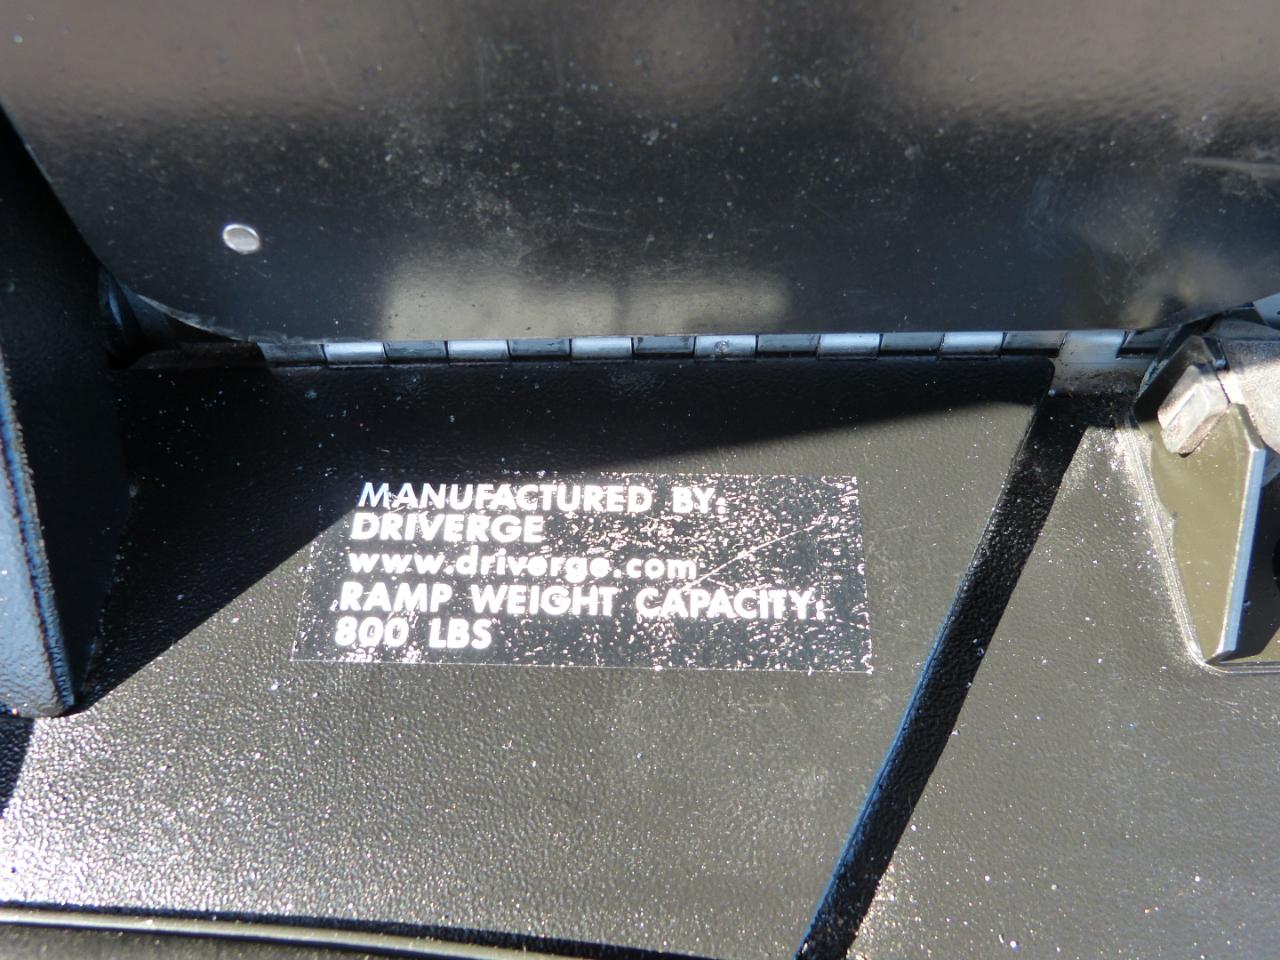 MANUFACTURED BY:
DRIVERGE
www.driverge.com
RAMP WEIGHT CAPACITY:
800 LBS